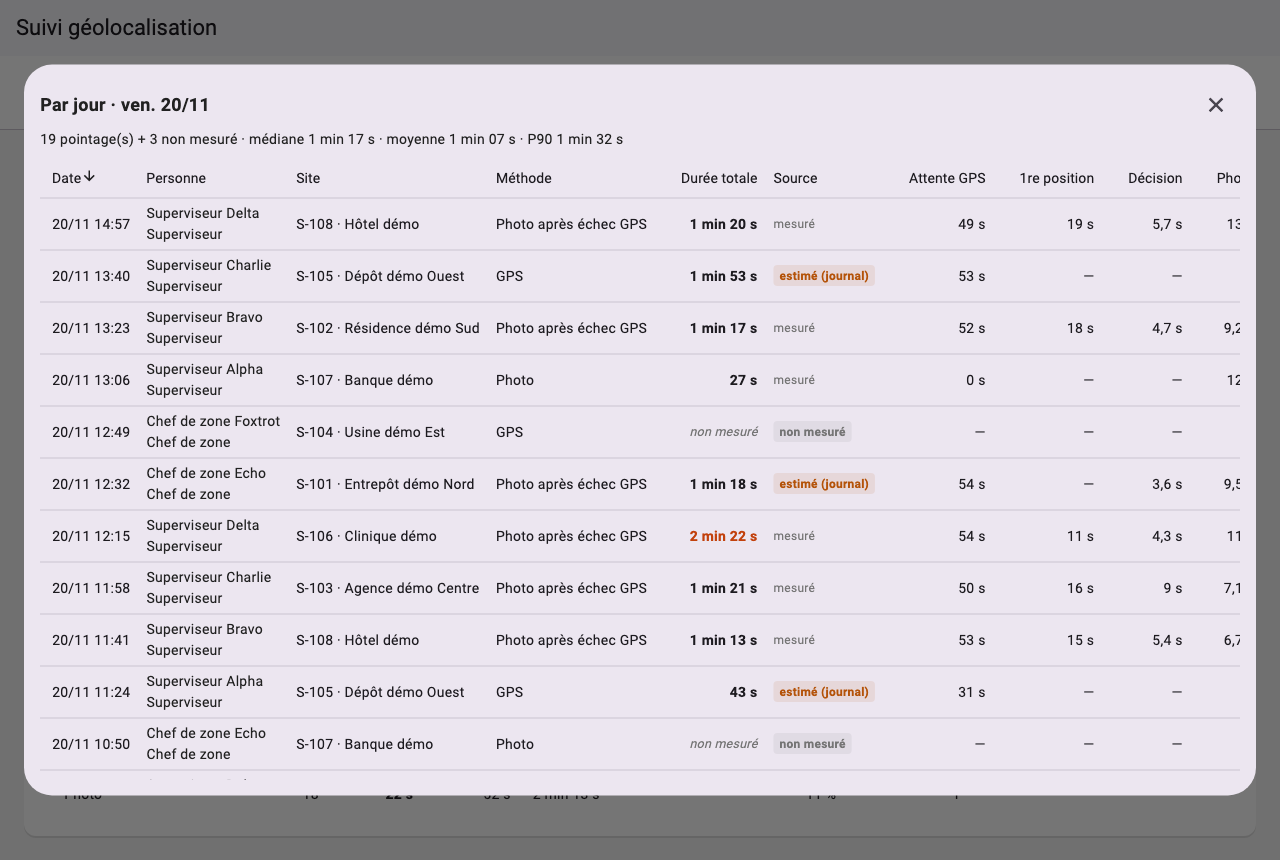 Suivi géolocalisation
Par jour · ven. 20/11
19 pointage(s) + 3 non mesuré · médiane 1 min 17 s · moyenne 1 min 07 s · P90 1 min 32 s
Date Personne Site Méthode Durée totale Source Attente GPS 1re position Décision Pho
Superviseur Delta
20/11 14:57 S-108 · Hôtel démo Photo après échec GPS 1 min 20 s mesuré 49 s 19 s 5,7 s 13
Superviseur
Superviseur Charlie
20/11 13:40 S-105 · Dépôt démo Ouest GPS 1 min 53 s estimé (journal) 53 s — —
Superviseur
Superviseur Bravo
20/11 13:23 S-102 · Résidence démo Sud Photo après échec GPS 1 min 17 s mesuré 52 s 18 s 4,7 s 9,2
Superviseur
Superviseur Alpha
20/11 13:06 S-107 · Banque démo Photo 27 s mesuré 0 s — — 12
Superviseur
Chef de zone Foxtrot
20/11 12:49 S-104 · Usine démo Est GPS non mesuré non mesuré — — —
Chef de zone
Chef de zone Echo
20/11 12:32 S-101 · Entrepôt démo Nord Photo après échec GPS 1 min 18 s estimé (journal) 54 s — 3,6 s 9,5
Chef de zone
Superviseur Delta
20/11 12:15 S-106 · Clinique démo Photo après échec GPS 2 min 22 s mesuré 54 s 11 s 4,3 s 11
Superviseur
Superviseur Charlie
20/11 11:58 S-103 · Agence démo Centre Photo après échec GPS 1 min 21 s mesuré 50 s 16 s 9 s 7,1
Superviseur
Superviseur Bravo
20/11 11:41 S-108 · Hôtel démo Photo après échec GPS 1 min 13 s mesuré 53 s 15 s 5,4 s 6,7
Superviseur
Superviseur Alpha
20/11 11:24 S-105 · Dépôt démo Ouest GPS 43 s estimé (journal) 31 s — —
Superviseur
Chef de zone Echo
20/11 10:50 S-107 · Banque démo Photo non mesuré non mesuré — — —
Chef de zone